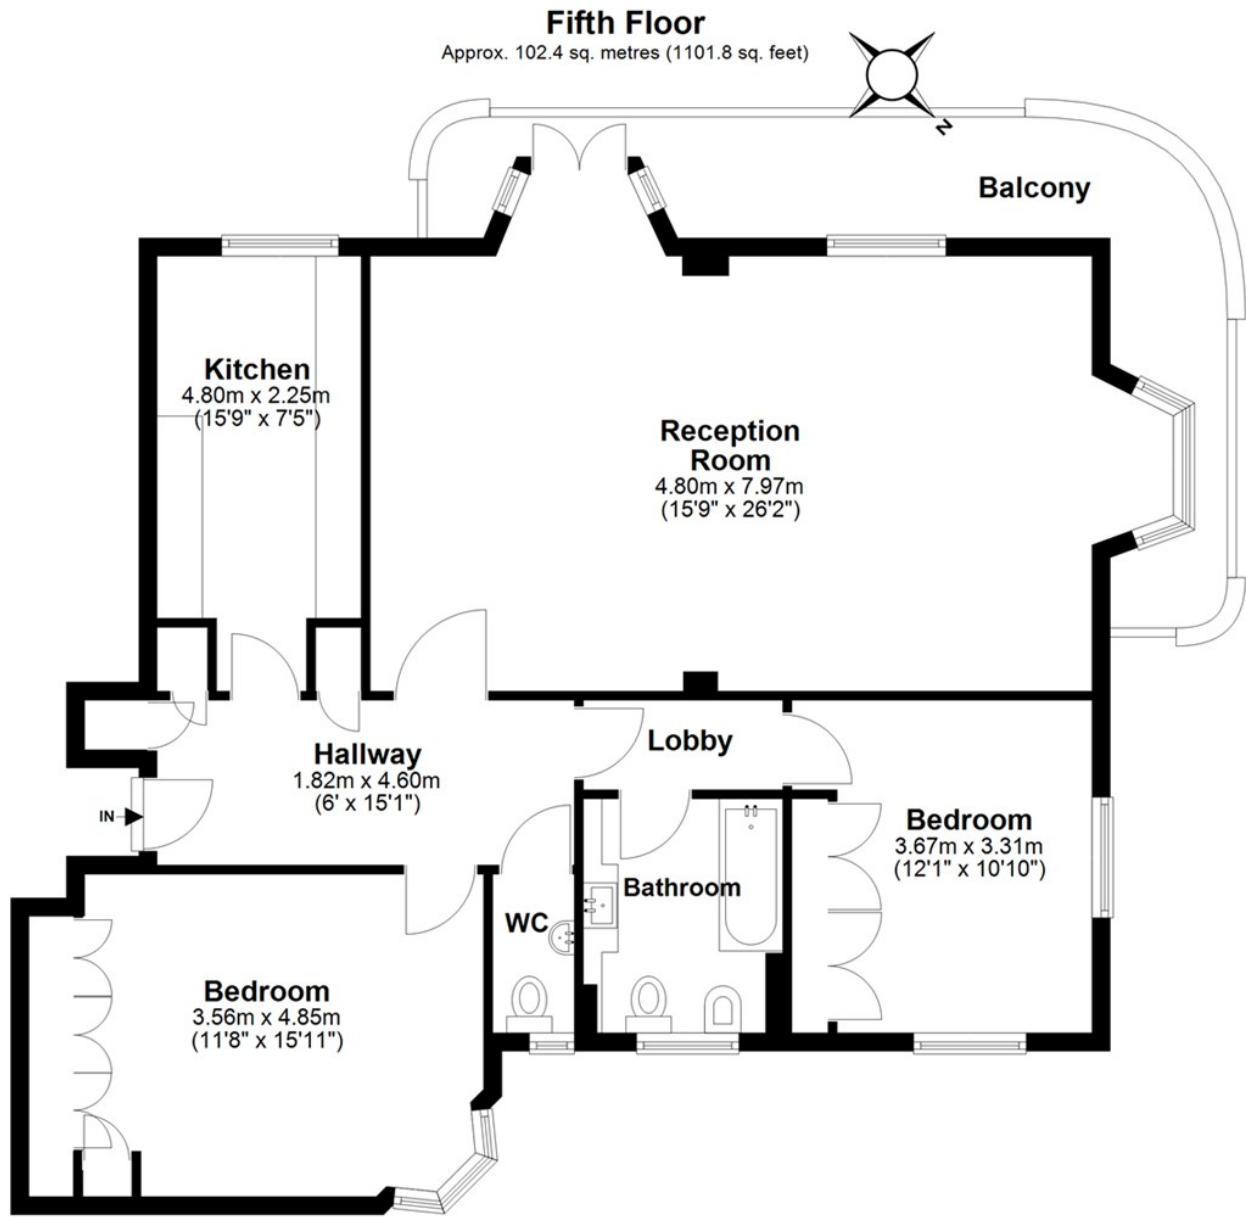 Fifth Floor
Approx. 102.4 sq. metres (1101.8 sq. feet)
N
Balcony
Kitchen
4.80m x 2.25m
(15'9" x 7'5")
Reception
Room
4.80m x 7.97m
(15'9" x 26'2")
Hallway
1.82m x 4.60m
(6' x 15'1")
Lobby
IN
Bedroom
3.67m x 3.31m
(12'1" x 10'10")
Bathroom
WC
Bedroom
3.56m x 4.85m
(11'8" x 15'11")